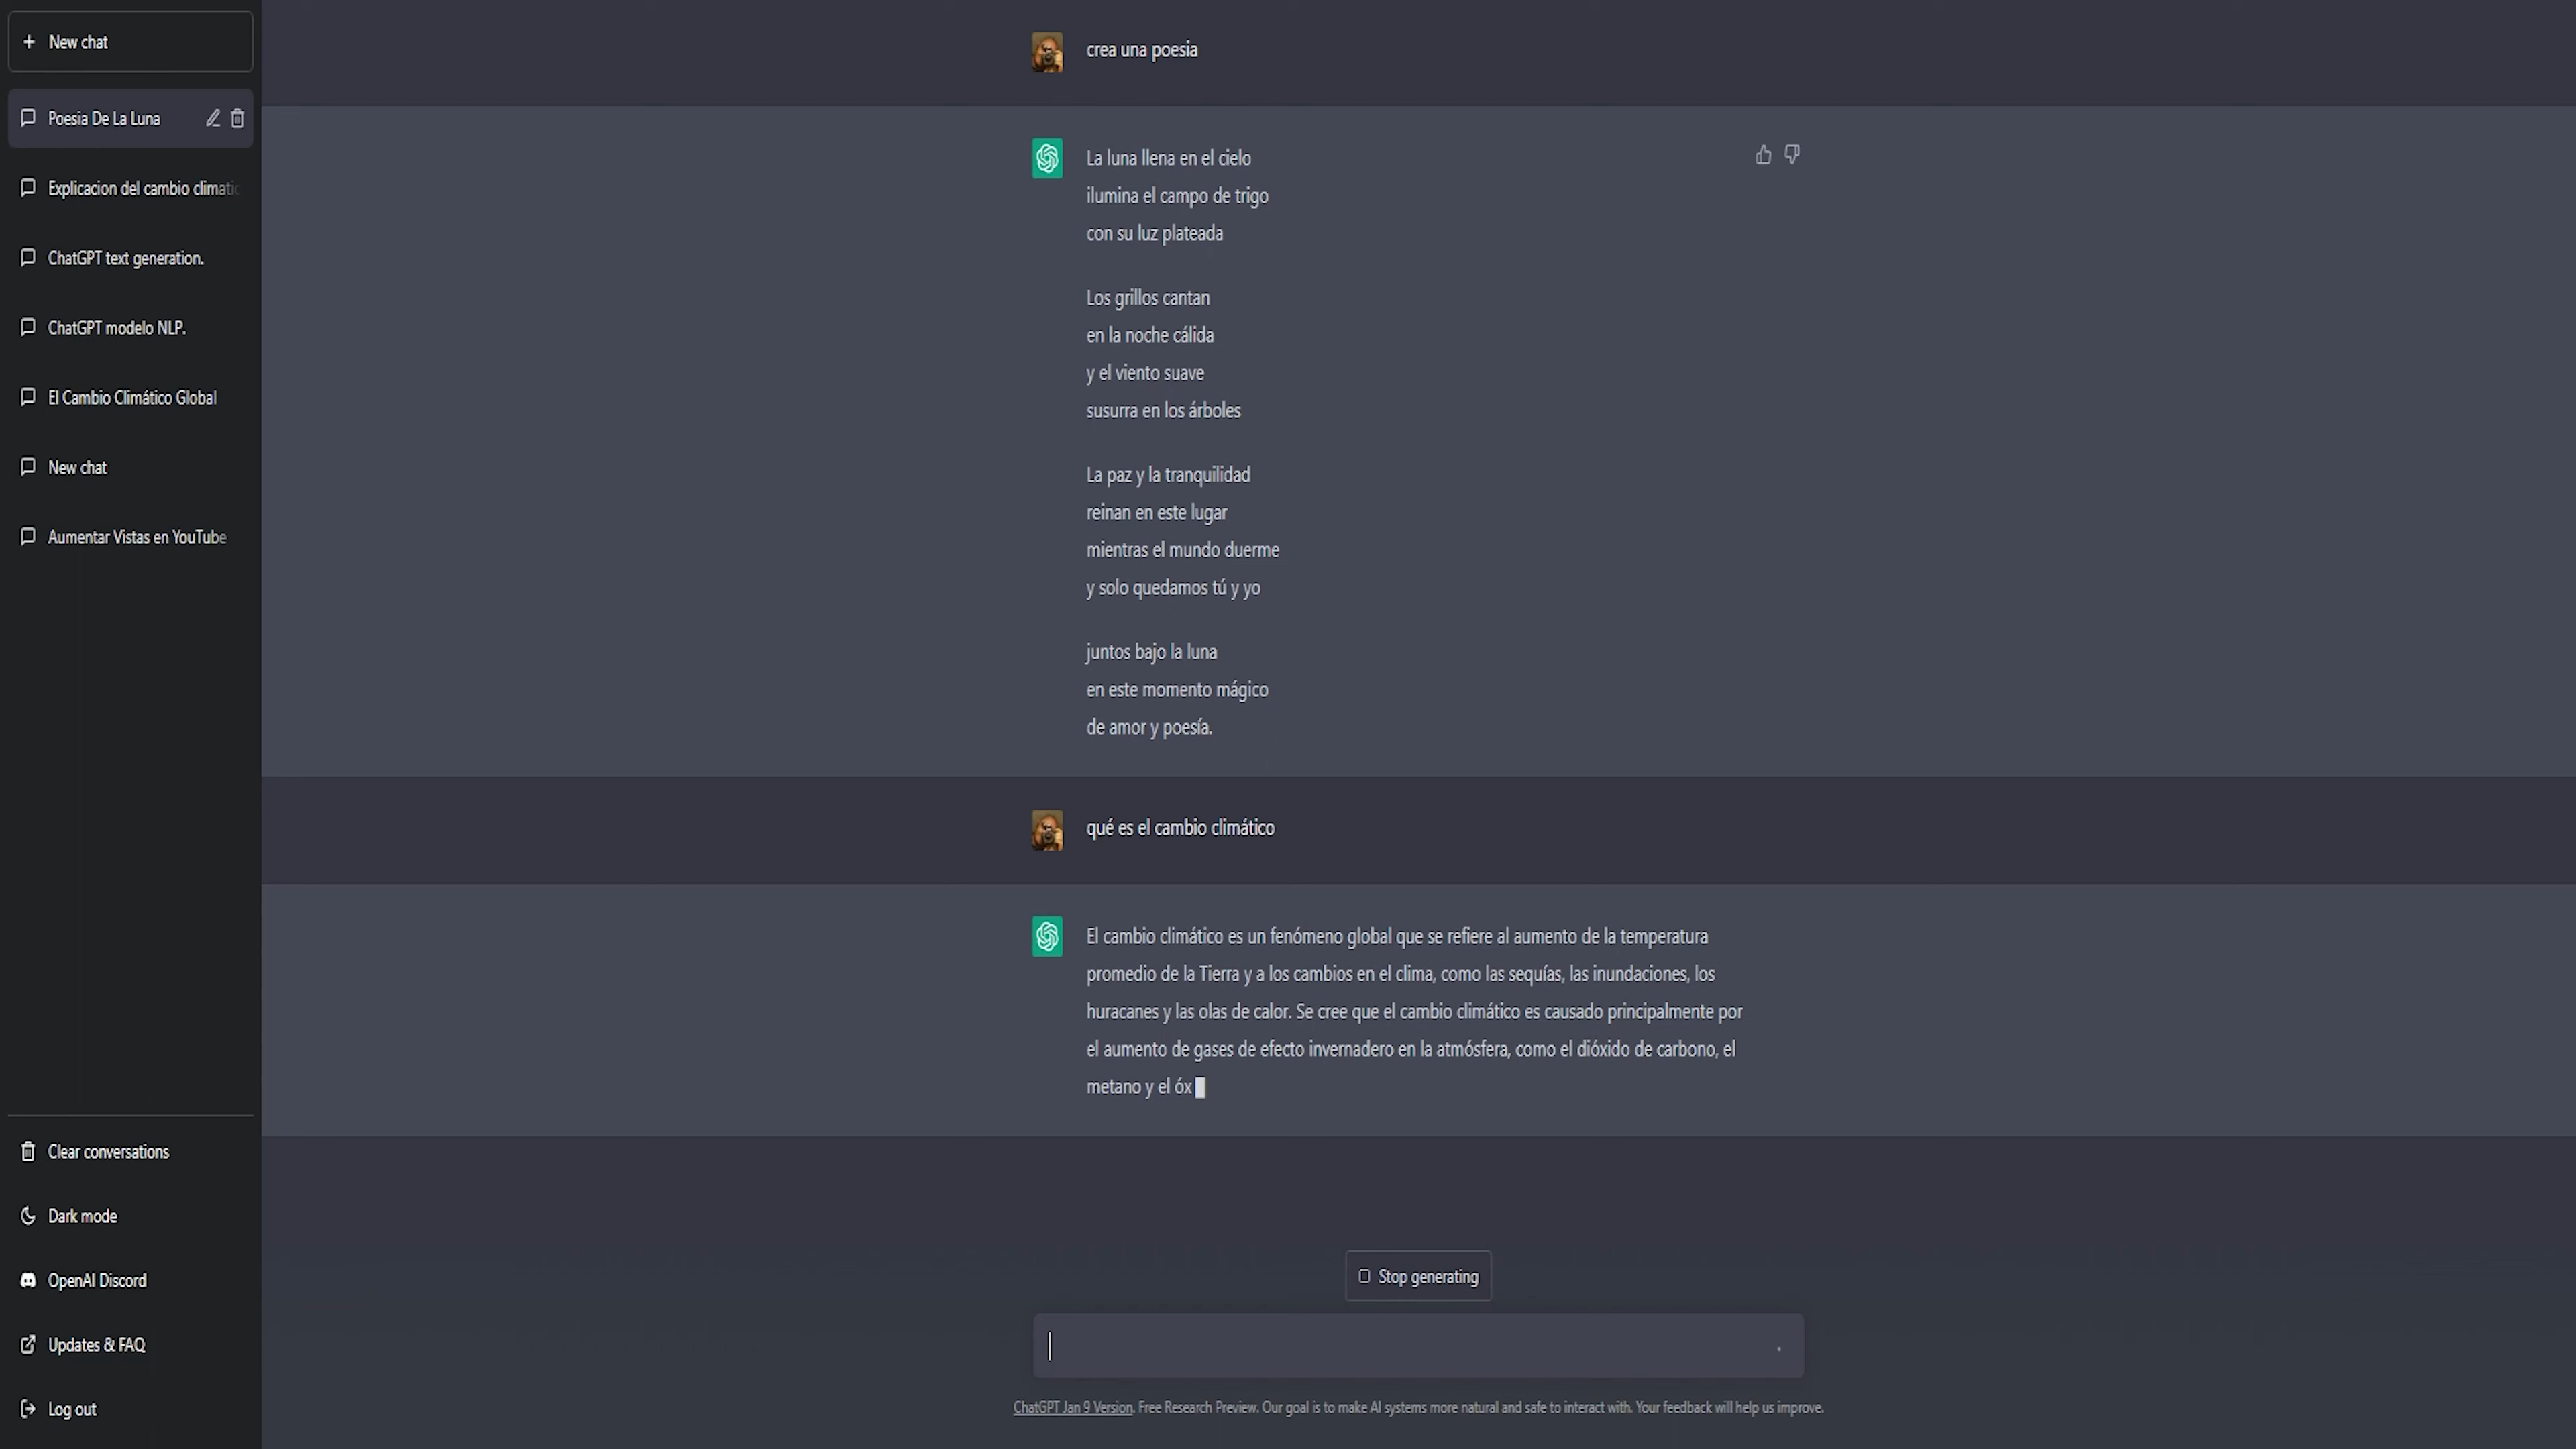 New chat
Poesia De La Luna
Explicacion del cambio climatic
ChatGPT text generation.
ChatGPT modelo NLP.
El Cambio Climático Global
New chat
Aumentar Vistas en YouTube
Clear conversations
Dark mode
OpenAI Discord
Updates & FAQ
Log out
crea una poesia
La luna llena en el cielo
ilumina el campo de trigo
con su luz plateada
Los grillos cantan
en la noche cálida
y el viento suave
susurra en los árboles
La paz y la tranquilidad
reinan en este lugar
mientras el mundo duerme
y solo quedamos tú y yo
juntos bajo la luna
en este momento mágico
de amor y poesía.
qué es el cambio climático
El cambio climático es un fenómeno global que se refiere al aumento de la temperatura
promedio de la Tierra y a los cambios en el clima, como las sequías, las inundaciones, los
huracanes y las olas de calor. Se cree que el cambio climático es causado principalmente por
el aumento de gases de efecto invernadero en la atmósfera, como el dióxido de carbono, el
metano y el óx
Stop generating
ChatGPT Jan 9 Version. Free Research Preview. Our goal is to make AI systems more natural and safe to interact with. Your feedback will help us improve.